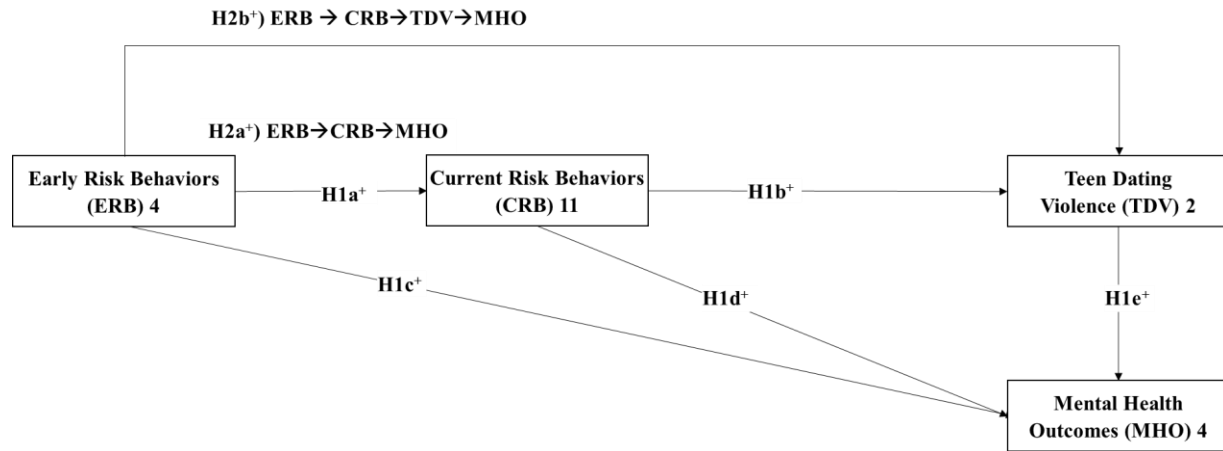 H2b⁺) ERB → CRB→TDV→MHO
H2a⁺) ERB→CRB→MHO
Early Risk Behaviors
(ERB) 4
H1a⁺
Current Risk Behaviors
(CRB) 11
H1b⁺
Teen Dating
Violence (TDV) 2
H1c⁺
H1d⁺
H1e⁺
Mental Health
Outcomes (MHO) 4